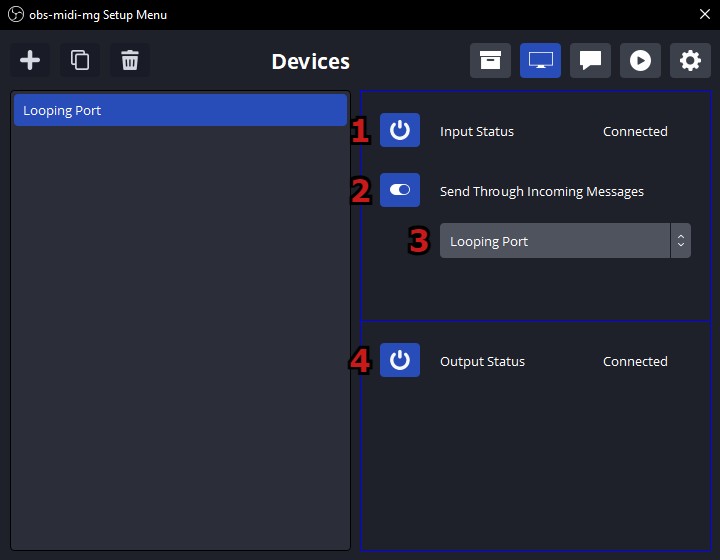 obs-midi-mg Setup Menu
Devices
Looping Port
1 Input Status Connected
2 Send Through Incoming Messages
3 Looping Port
4 Output Status Connected